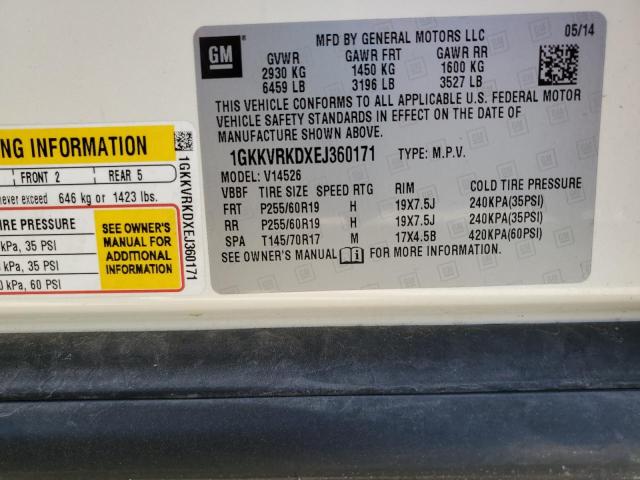 GM
MFD BY GENERAL MOTORS LLC
05/14
GVWR GAWR FRT GAWR RR
2930 KG 1450 KG 1600 KG
6459 LB 3196 LB 3527 LB
THIS VEHICLE CONFORMS TO ALL APPLICABLE U.S. FEDERAL MOTOR
VEHICLE SAFETY STANDARDS IN EFFECT ON THE DATE OF
MANUFACTURE SHOWN ABOVE.
1GKKVRKDXEJ360171 TYPE: M.P.V.
MODEL: V14526
VBBF TIRE SIZE SPEED RTG RIM COLD TIRE PRESSURE
FRT P255/60R19 H 19X7.5J 240KPA(35PSI)
RR P255/60R19 H 19X7.5J 240KPA(35PSI)
SPA T145/70R17 M 17X4.5B 420KPA(60PSI)
SEE OWNER'S MANUAL FOR MORE INFORMATION.
NG INFORMATION
FRONT 2 REAR 5
never exceed 646 kg or 1423 lbs.
IRE PRESSURE
kPa, 35 PSI
kPa, 35 PSI
0 kPa, 60 PSI
SEE OWNER'S
MANUAL FOR
ADDITIONAL
INFORMATION
1GKKVRKDXEJ360171